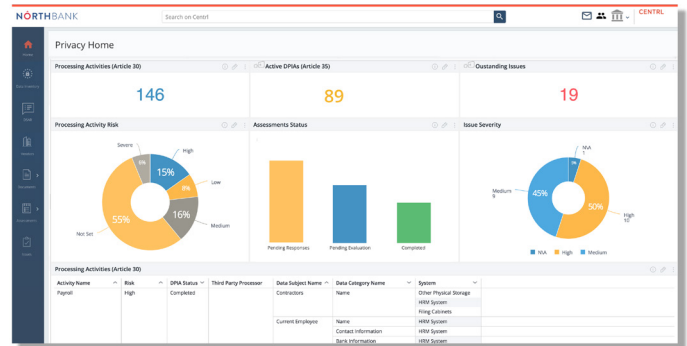 NORTHBANK
Search on Centrl
CENTRL
Home
Privacy Home
Processing Activities (Article 30)
Active DPIAs (Article 35)
Oustanding Issues
146
89
19
Processing Activity Risk
Assessments Status
Issue Severity
Severe
High
Low
Medium
Not Set
6%
15%
9%
16%
55%
Pending Responses
Pending Evaluation
Completed
N\A
1
Medium
9
High
10
45%
50%
N\A
High
Medium
Processing Activities (Article 30)
Activity Name Risk DPIA Status Third Party Processor Data Subject Name Data Category Name System
Payroll High Completed Contractors Name Other Physical Storage
HRM System
Filing Cabinets
Current Employee Name HRM System
Contact Information HRM System
Bank Information HRM System